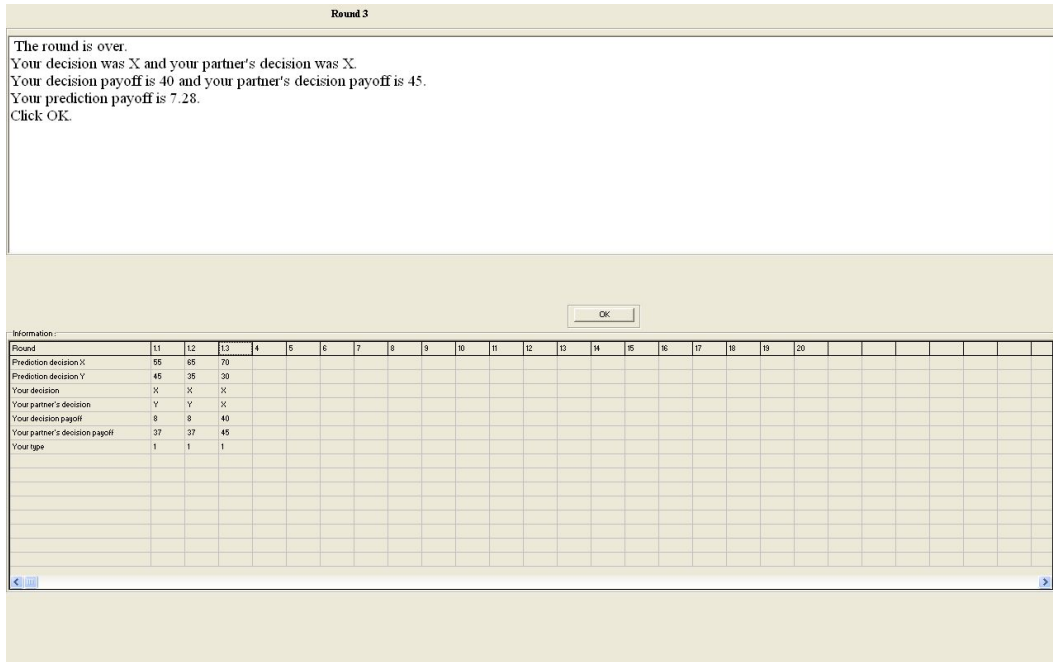 Round 3
The round is over.
Your decision was X and your partner's decision was X.
Your decision payoff is 40 and your partner's decision payoff is 45.
Your prediction payoff is 7.28.
Click OK.
OK
Information :
Round 1.1 1.2 1.3 4 5 6 7 8 9 10 11 12 13 14 15 16 17 18 19 20
Prediction decision X 55 65 70
Prediction decision Y 45 35 30
Your decision X X X
Your partner's decision Y Y X
Your decision payoff 8 8 40
Your partner's decision payoff 37 37 45
Your type 1 1 1